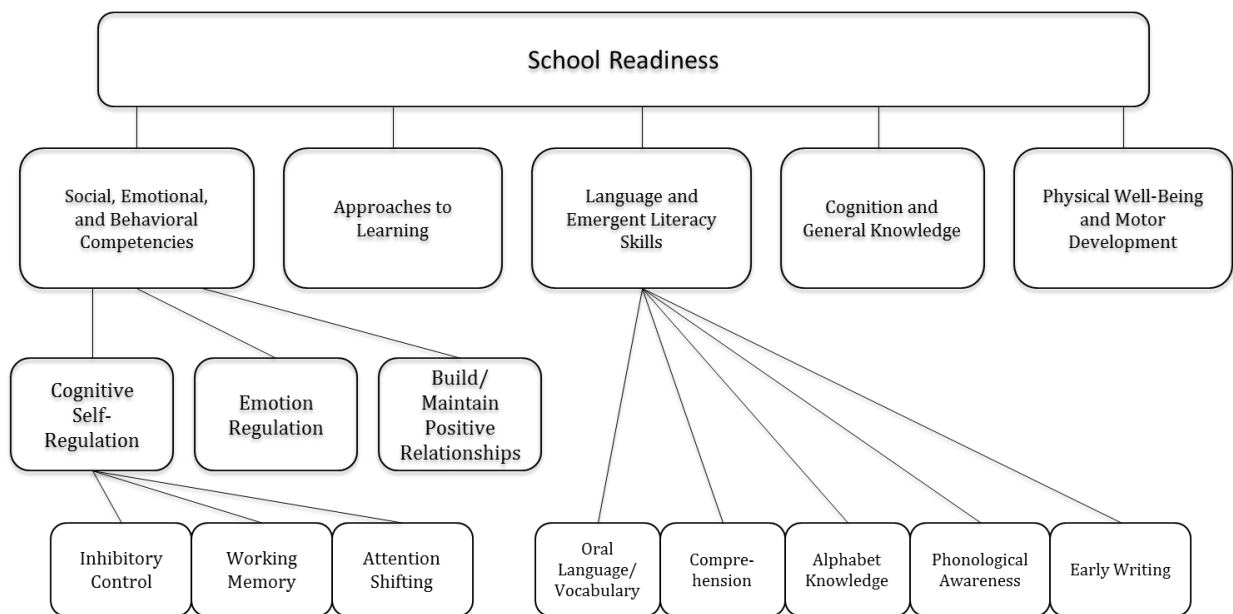 School Readiness
Social, Emotional,
and Behavioral
Competencies
Approaches to
Learning
Language and
Emergent Literacy
Skills
Cognition and
General Knowledge
Physical Well-Being
and Motor
Development
Cognitive
Self-
Regulation
Emotion
Regulation
Build/
Maintain
Positive
Relationships
Inhibitory
Control
Working
Memory
Attention
Shifting
Oral
Language/
Vocabulary
Compre-
hension
Alphabet
Knowledge
Phonological
Awareness
Early Writing